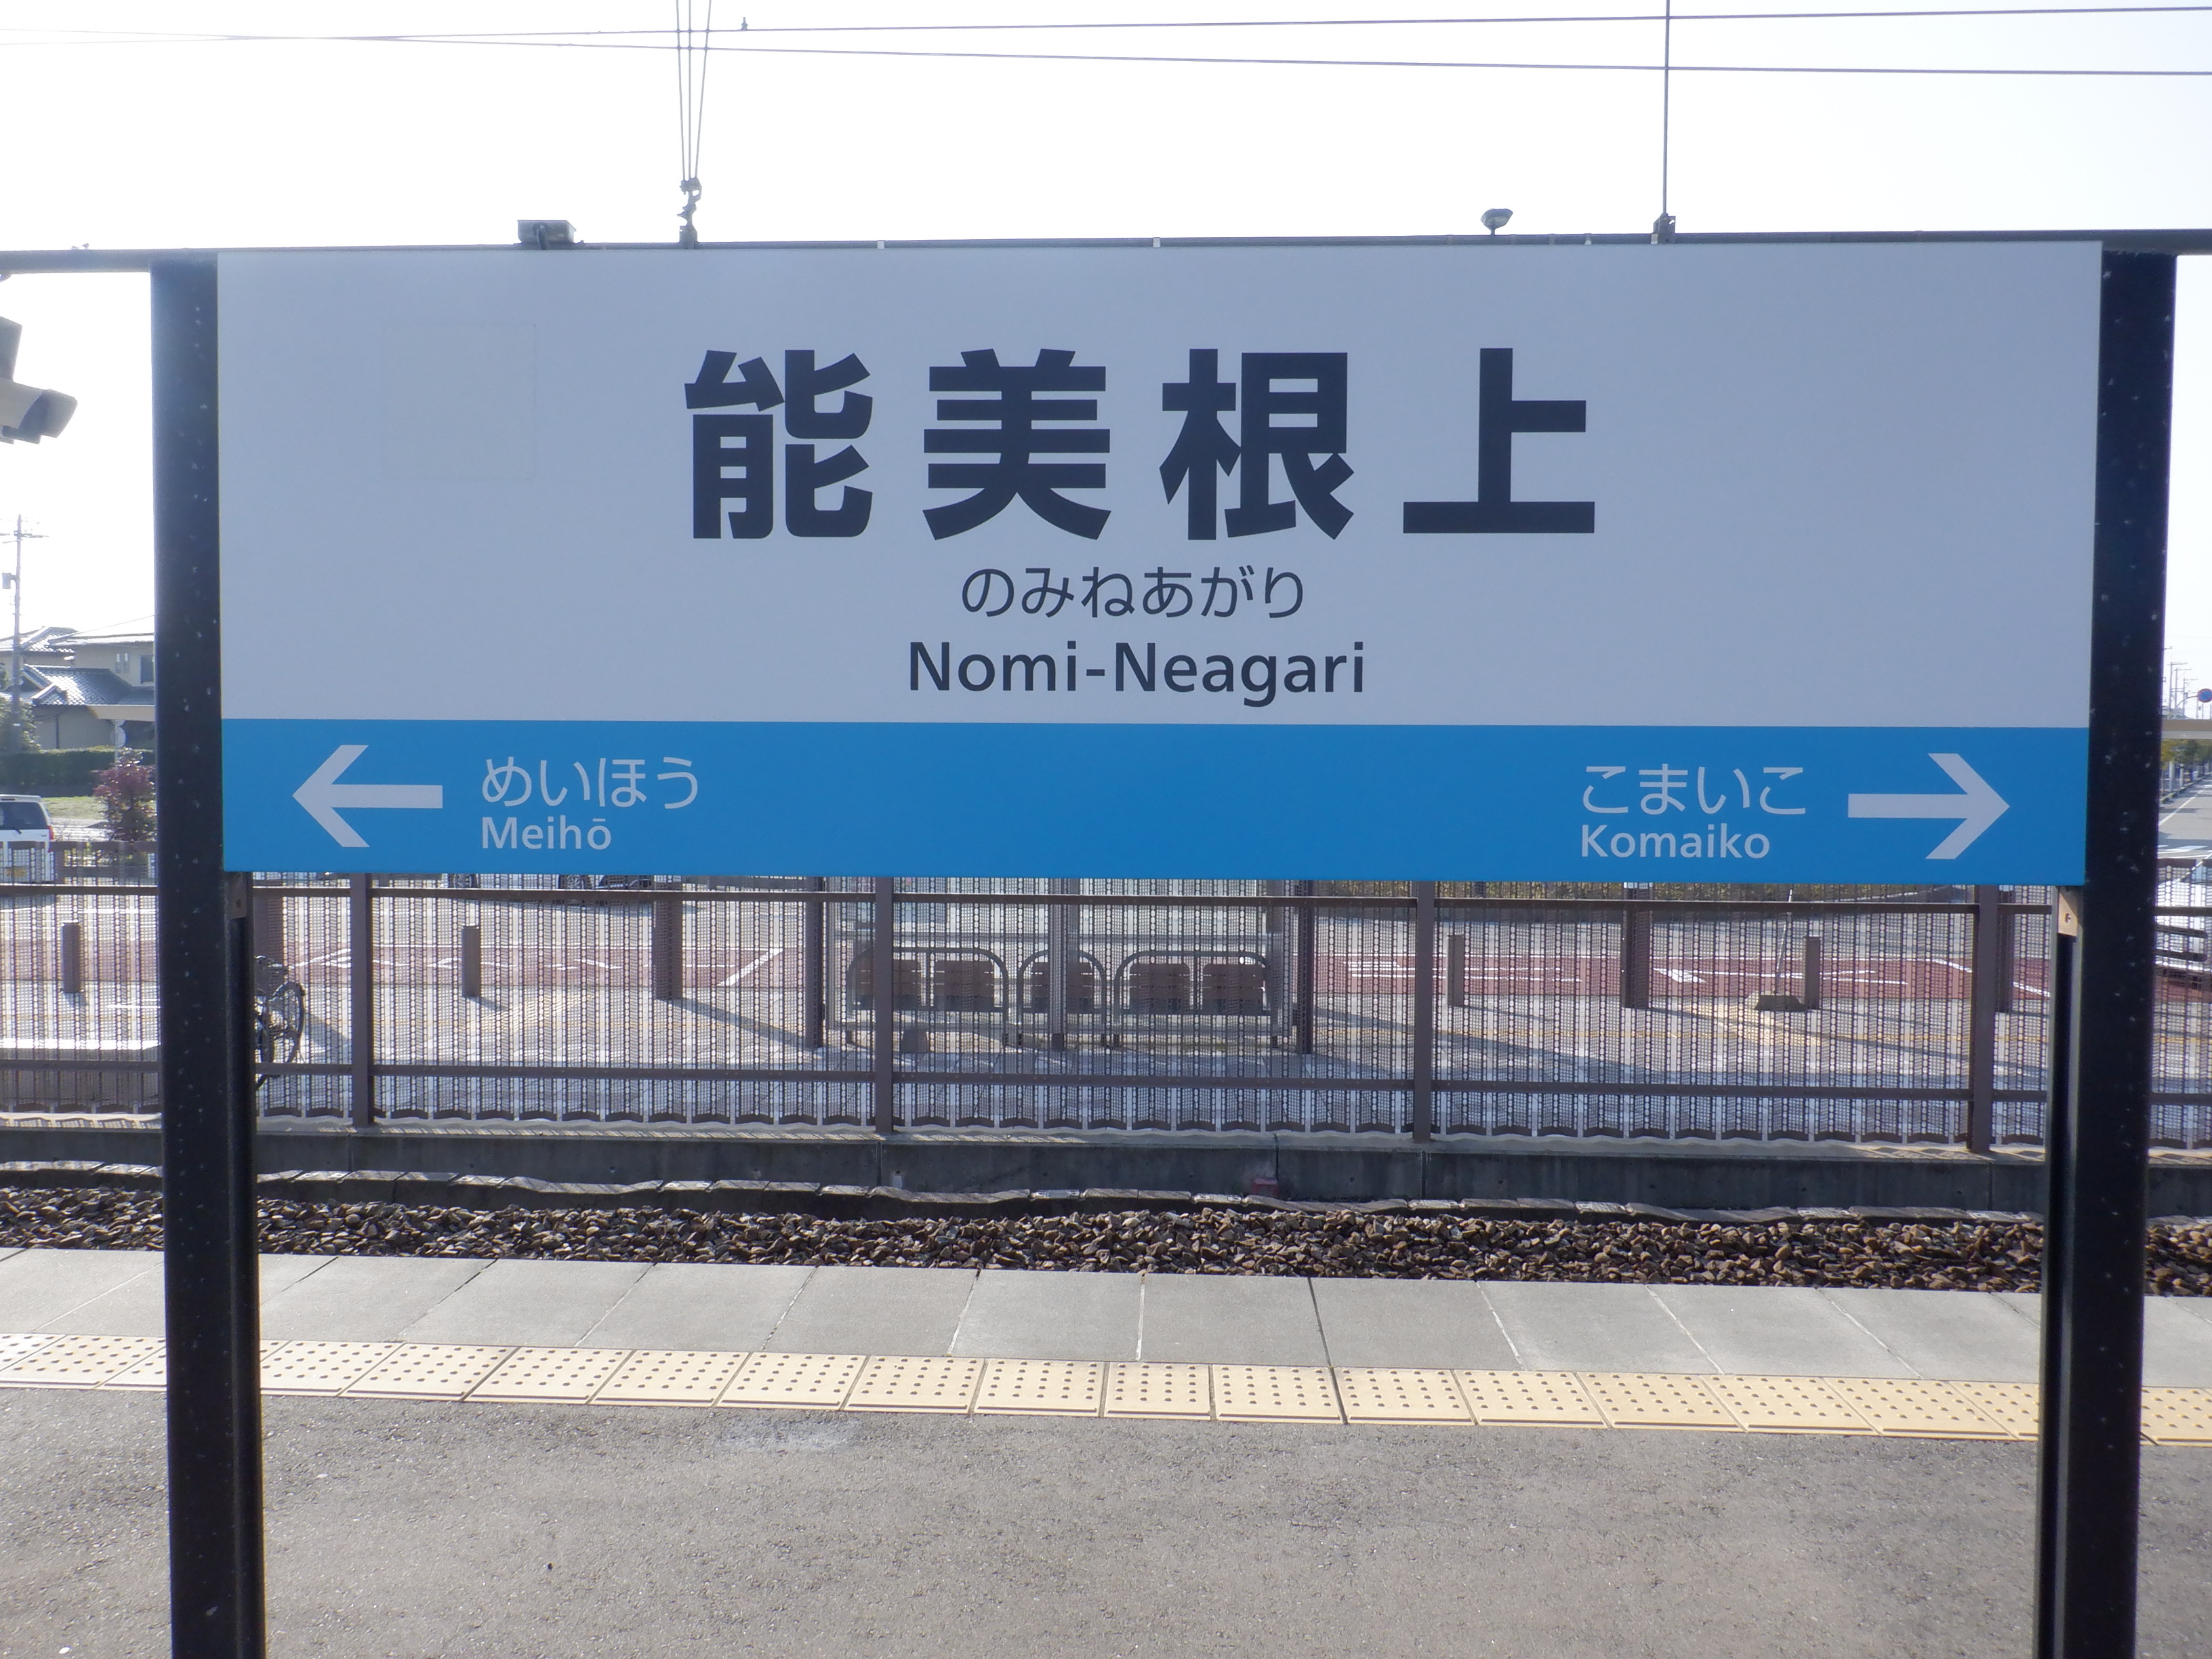 能美根上
のみねあがり
Nomi-Neagari
めいほう
Meihō
こまいこ
Komaiko